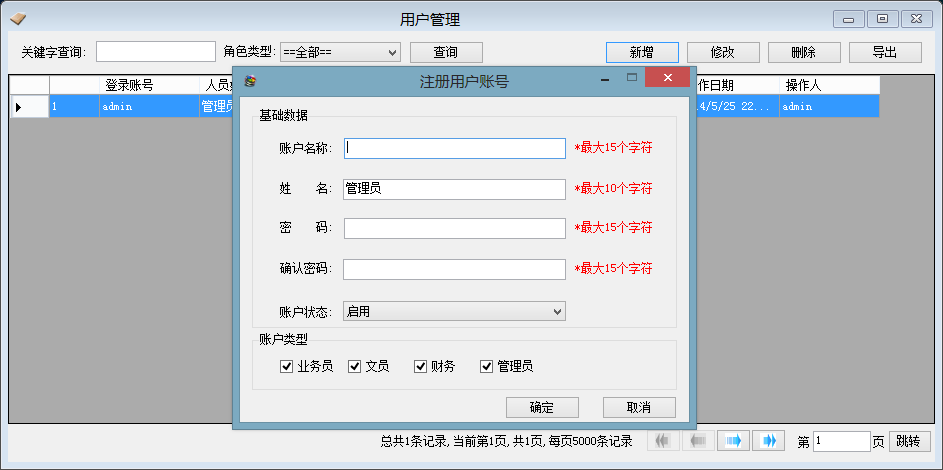 用户管理
关键字查询: 角色类型: ==全部== 查询 新增 修改 删除 导出
登录账号 作日期 操作人
1 admin 管理员 4/5/25 22... admin
注册用户账号
基础数据
账户名称: *最大15个字符
姓 名: 管理员 *最大10个字符
密 码: *最大15个字符
确认密码: *最大15个字符
账户状态: 启用
账户类型
业务员 文员 财务 管理员
确定 取消
总共1条记录, 当前第1页, 共1页, 每页5000条记录 第 1 页 跳转